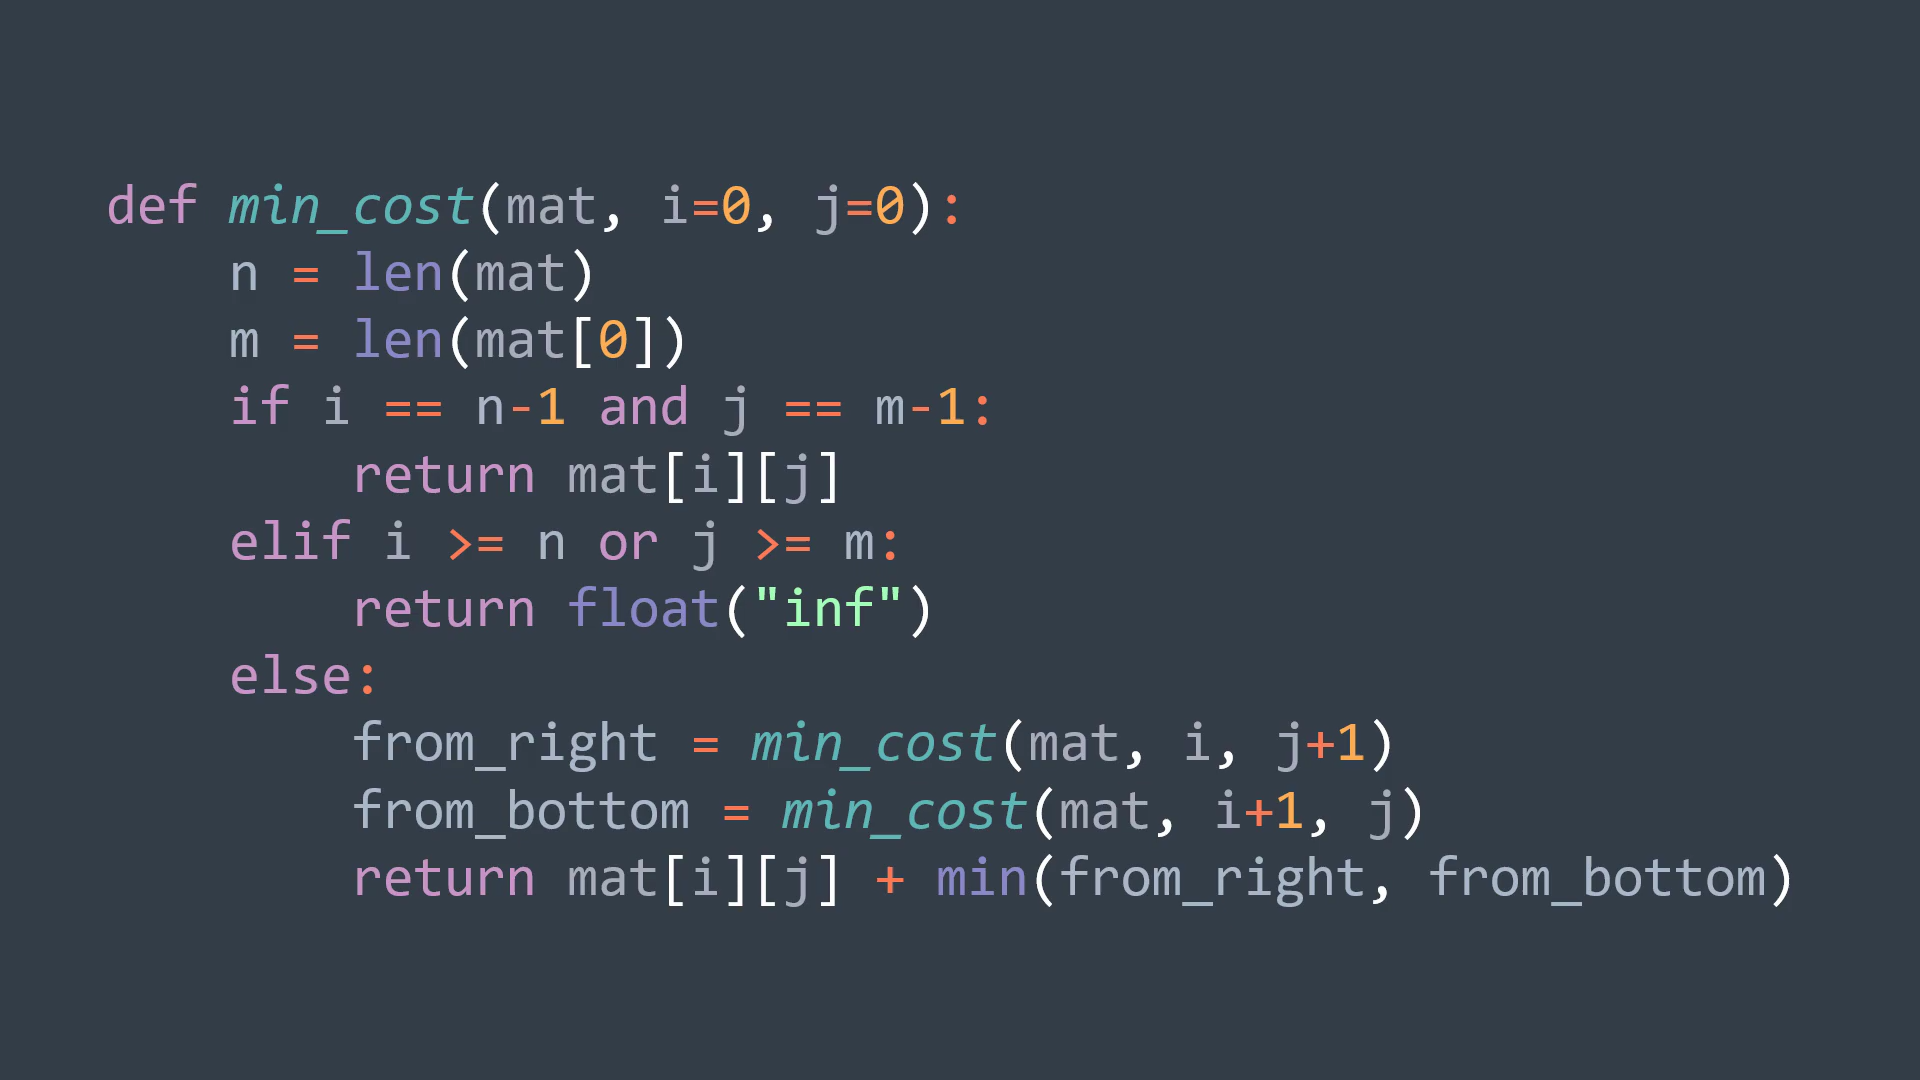 def min_cost(mat, i=0, j=0):
    n = len(mat)
    m = len(mat[0])
    if i == n-1 and j == m-1:
        return mat[i][j]
    elif i >= n or j >= m:
        return float("inf")
    else:
        from_right = min_cost(mat, i, j+1)
        from_bottom = min_cost(mat, i+1, j)
        return mat[i][j] + min(from_right, from_bottom)